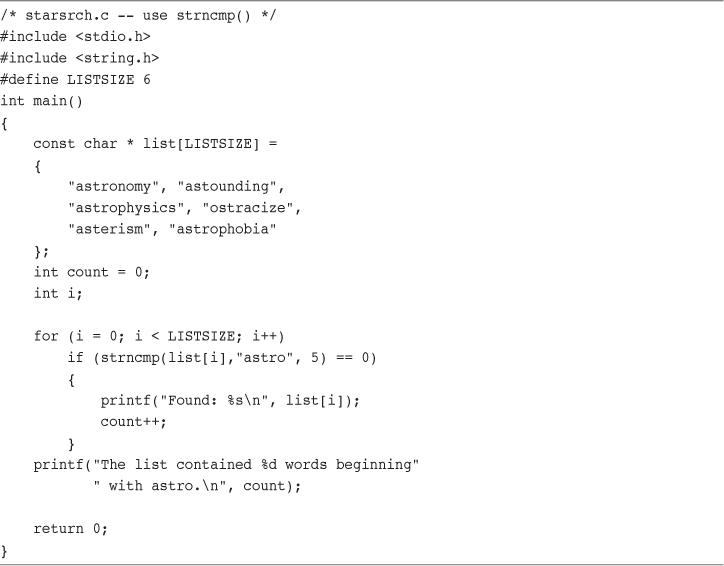 /* starsrch.c -- use strncmp() */
#include <stdio.h>
#include <string.h>
#define LISTSIZE 6
int main()
{
    const char * list[LISTSIZE] =
    {
        "astronomy", "astounding",
        "astrophysics", "ostracize",
        "asterism", "astrophobia"
    };
    int count = 0;
    int i;

    for (i = 0; i < LISTSIZE; i++)
        if (strncmp(list[i],"astro", 5) == 0)
        {
            printf("Found: %s\n", list[i]);
            count++;
        }
    printf("The list contained %d words beginning"
           " with astro.\n", count);

    return 0;
}